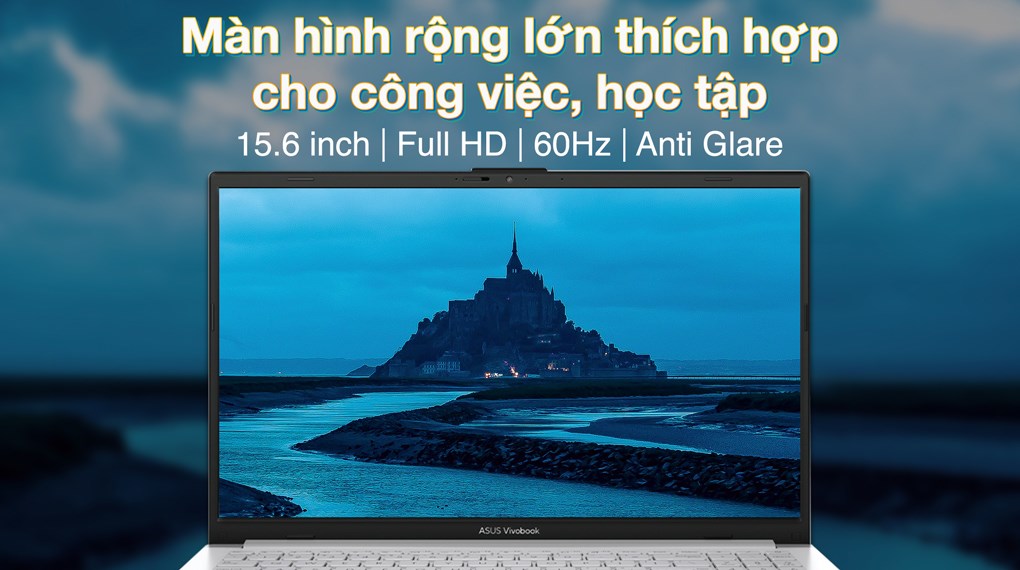 Màn hình rộng lớn thích hợp
cho công việc, học tập
15.6 inch | Full HD | 60Hz | Anti Glare
ASUS Vivobook